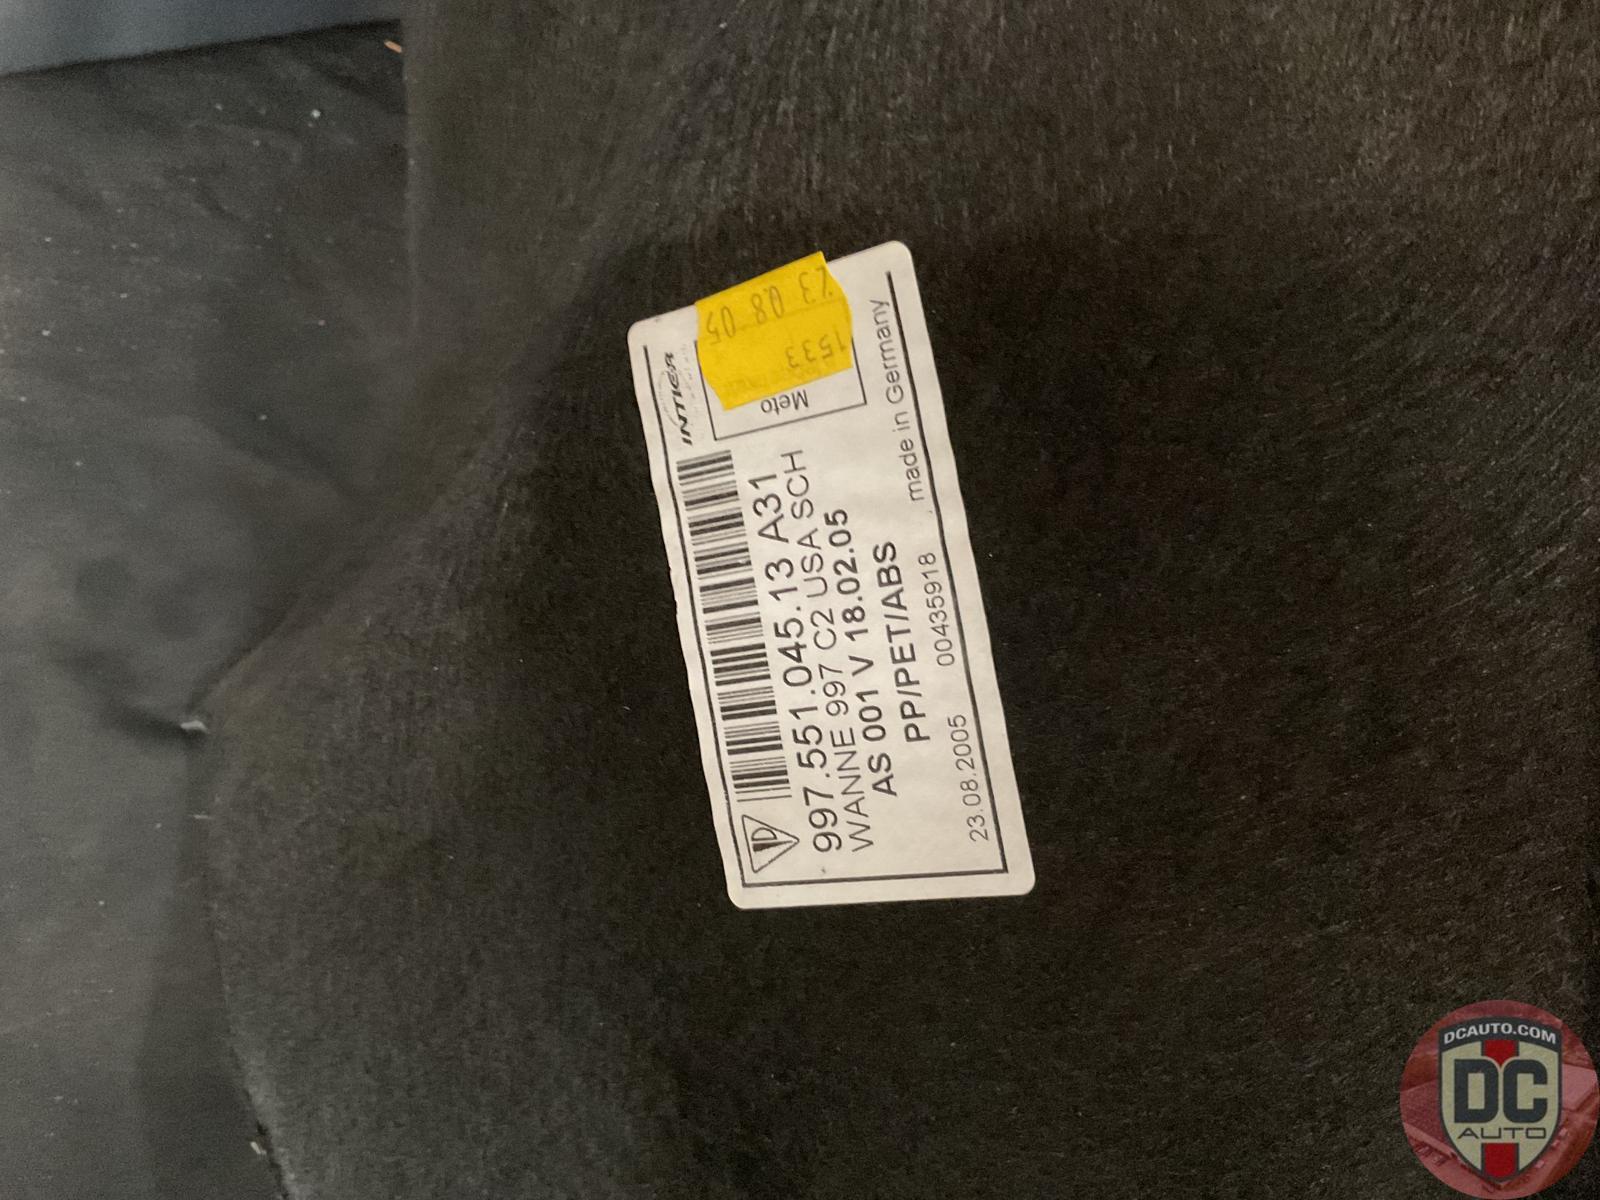 INTIER
23 08 05
1533
Meto
997.551.045.13 A31
WANNE 997 C2 USA SCH
AS 001 V 18.02.05
PP/PET/ABS
23.08.2005 00435918 made in Germany
DCAUTO.COM
DC
AUTO